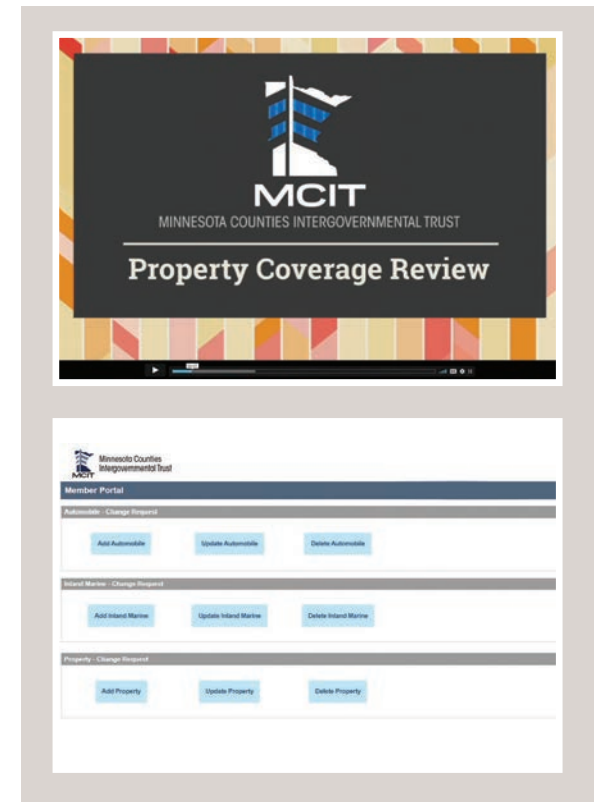 MCIT
MINNESOTA COUNTIES INTERGOVERNMENTAL TRUST
Property Coverage Review
Minnesota Counties
Intergovernmental Trust
MCIT
Member Portal
Automobile - Change Request
Add Automobile Update Automobile Delete Automobile
Inland Marine - Change Request
Add Inland Marine Update Inland Marine Delete Inland Marine
Property - Change Request
Add Property Update Property Delete Property